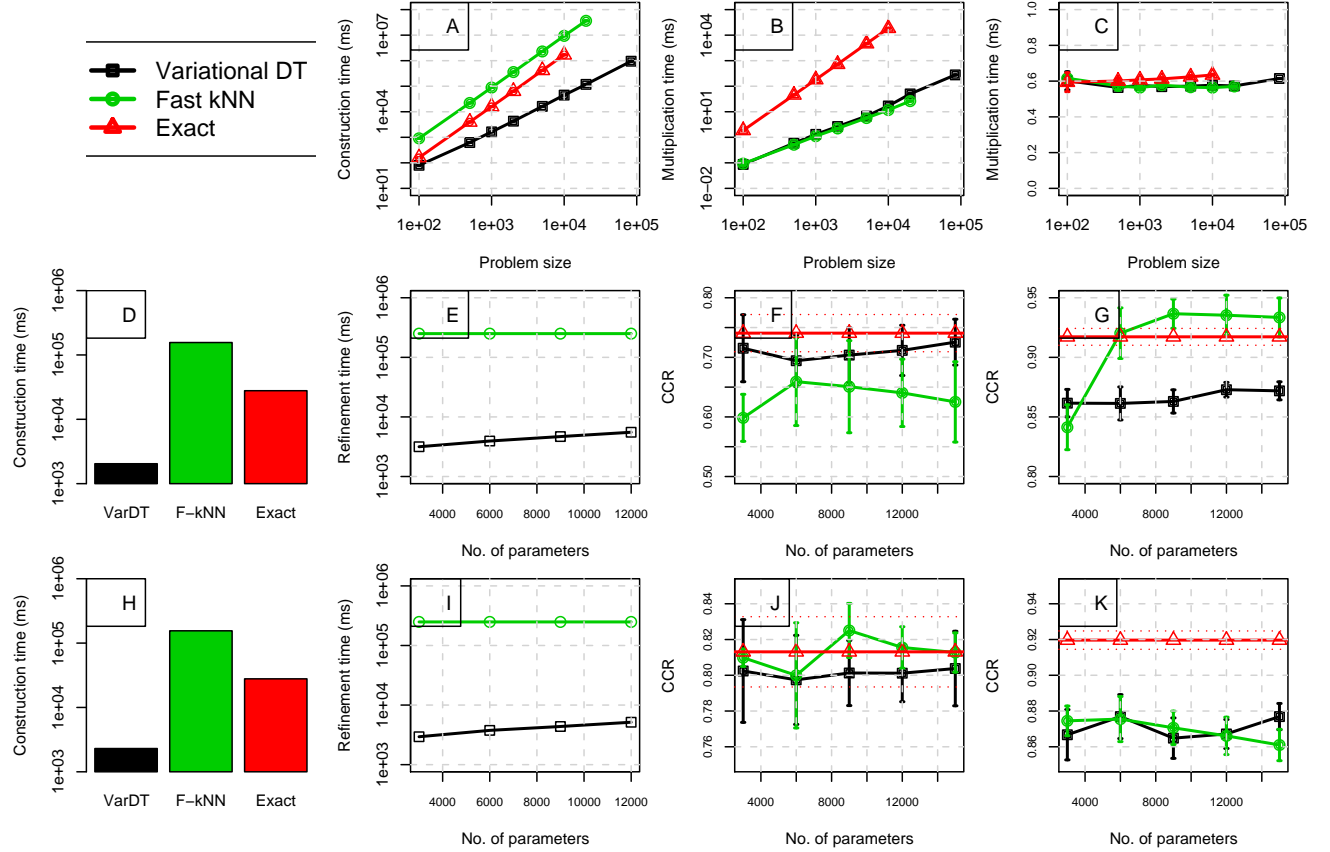 Variational DT
Fast kNN
Exact
A
Construction time (ms)
1e+01 1e+04 1e+07
1e+02 1e+03 1e+04 1e+05
Problem size
B
Multiplication time (ms)
1e−02 1e+01 1e+04
1e+02 1e+03 1e+04 1e+05
Problem size
C
Multiplication time (ms)
0.0 0.2 0.4 0.6 0.8 1.0
1e+02 1e+03 1e+04 1e+05
Problem size
D
Construction time (ms)
1e+03 1e+04 1e+05 1e+06
VarDT F−kNN Exact
E
Refinement time (ms)
1e+03 1e+04 1e+05 1e+06
4000 6000 8000 10000 12000
No. of parameters
F
CCR
0.50 0.60 0.70 0.80
4000 8000 12000
No. of parameters
G
CCR
0.80 0.85 0.90 0.95
4000 8000 12000
No. of parameters
H
Construction time (ms)
1e+03 1e+04 1e+05 1e+06
VarDT F−kNN Exact
I
Refinement time (ms)
1e+03 1e+04 1e+05 1e+06
4000 6000 8000 10000 12000
No. of parameters
J
CCR
0.76 0.78 0.80 0.82 0.84
4000 8000 12000
No. of parameters
K
CCR
0.86 0.88 0.90 0.92 0.94
4000 8000 12000
No. of parameters